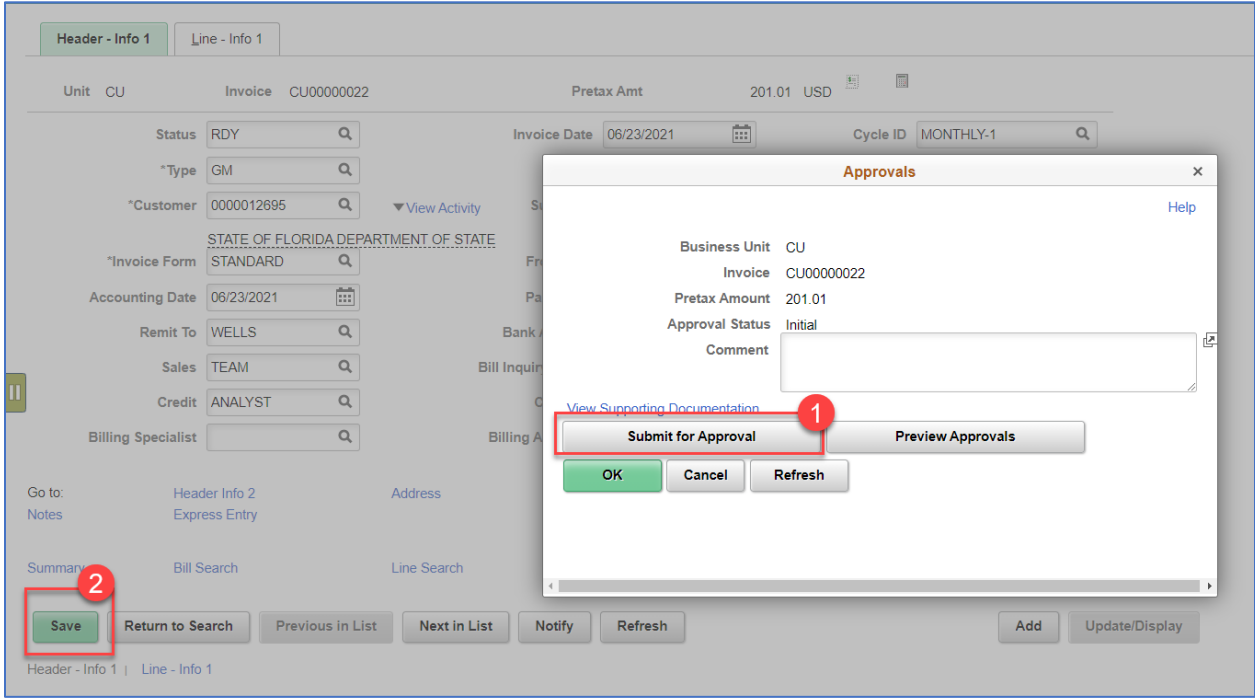 Header - Info 1 Line - Info 1
Unit CU Invoice CU00000022 Pretax Amt 201.01 USD
Status RDY Invoice Date 06/23/2021 Cycle ID MONTHLY-1
*Type GM
*Customer 0000012695 View Activity
STATE OF FLORIDA DEPARTMENT OF STATE
*Invoice Form STANDARD
Accounting Date 06/23/2021
Remit To WELLS Bank
Sales TEAM Bill
Credit ANALYST
Billing Specialist Billing
Approvals ×
Help
Business Unit CU
Invoice CU00000022
Pretax Amount 201.01
Approval Status Initial
Comment
View Supporting Documentation
1
Submit for Approval Preview Approvals
OK Cancel Refresh
Go to: Header Info 2 Address
Notes Express Entry
Summary Bill Search Line Search
2
Save Return to Search Previous in List Next in List Notify Refresh Add Update/Display
Header - Info 1 | Line - Info 1